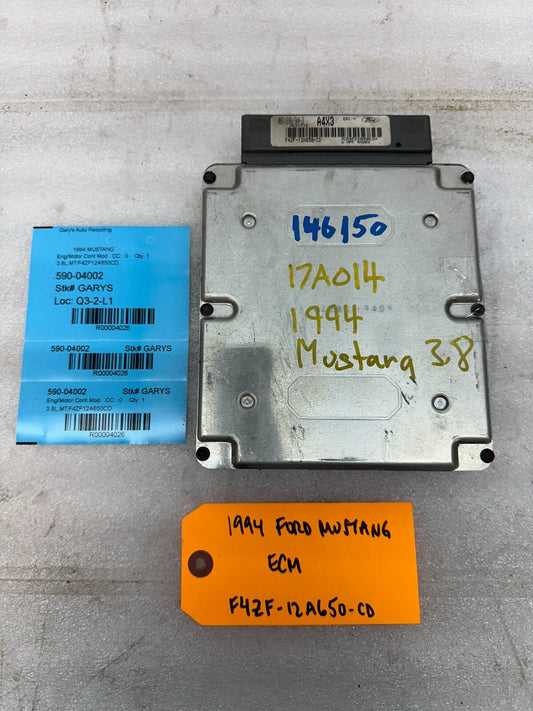 A4X3
EEC-V
Ford
F4ZF-12A650-CD
146150
17A014
1994
Mustang 3.8
Gary's Auto Recycling
1994 MUSTANG
Eng/Motor Cont Mod CC: 0 Qty: 1
3.8L,MT,F4ZF12A650CD
590-04002
Stk# GARYS
Loc: Q3-2-L1
R00004026
590-04002 Stk# GARYS
R00004026
590-04002 Stk# GARYS
Eng/Motor Cont Mod CC: 0 Qty: 1
3.8L,MT,F4ZF12A650CD
R00004026
1994 FORD MUSTANG
ECM
F4ZF-12A650-CD